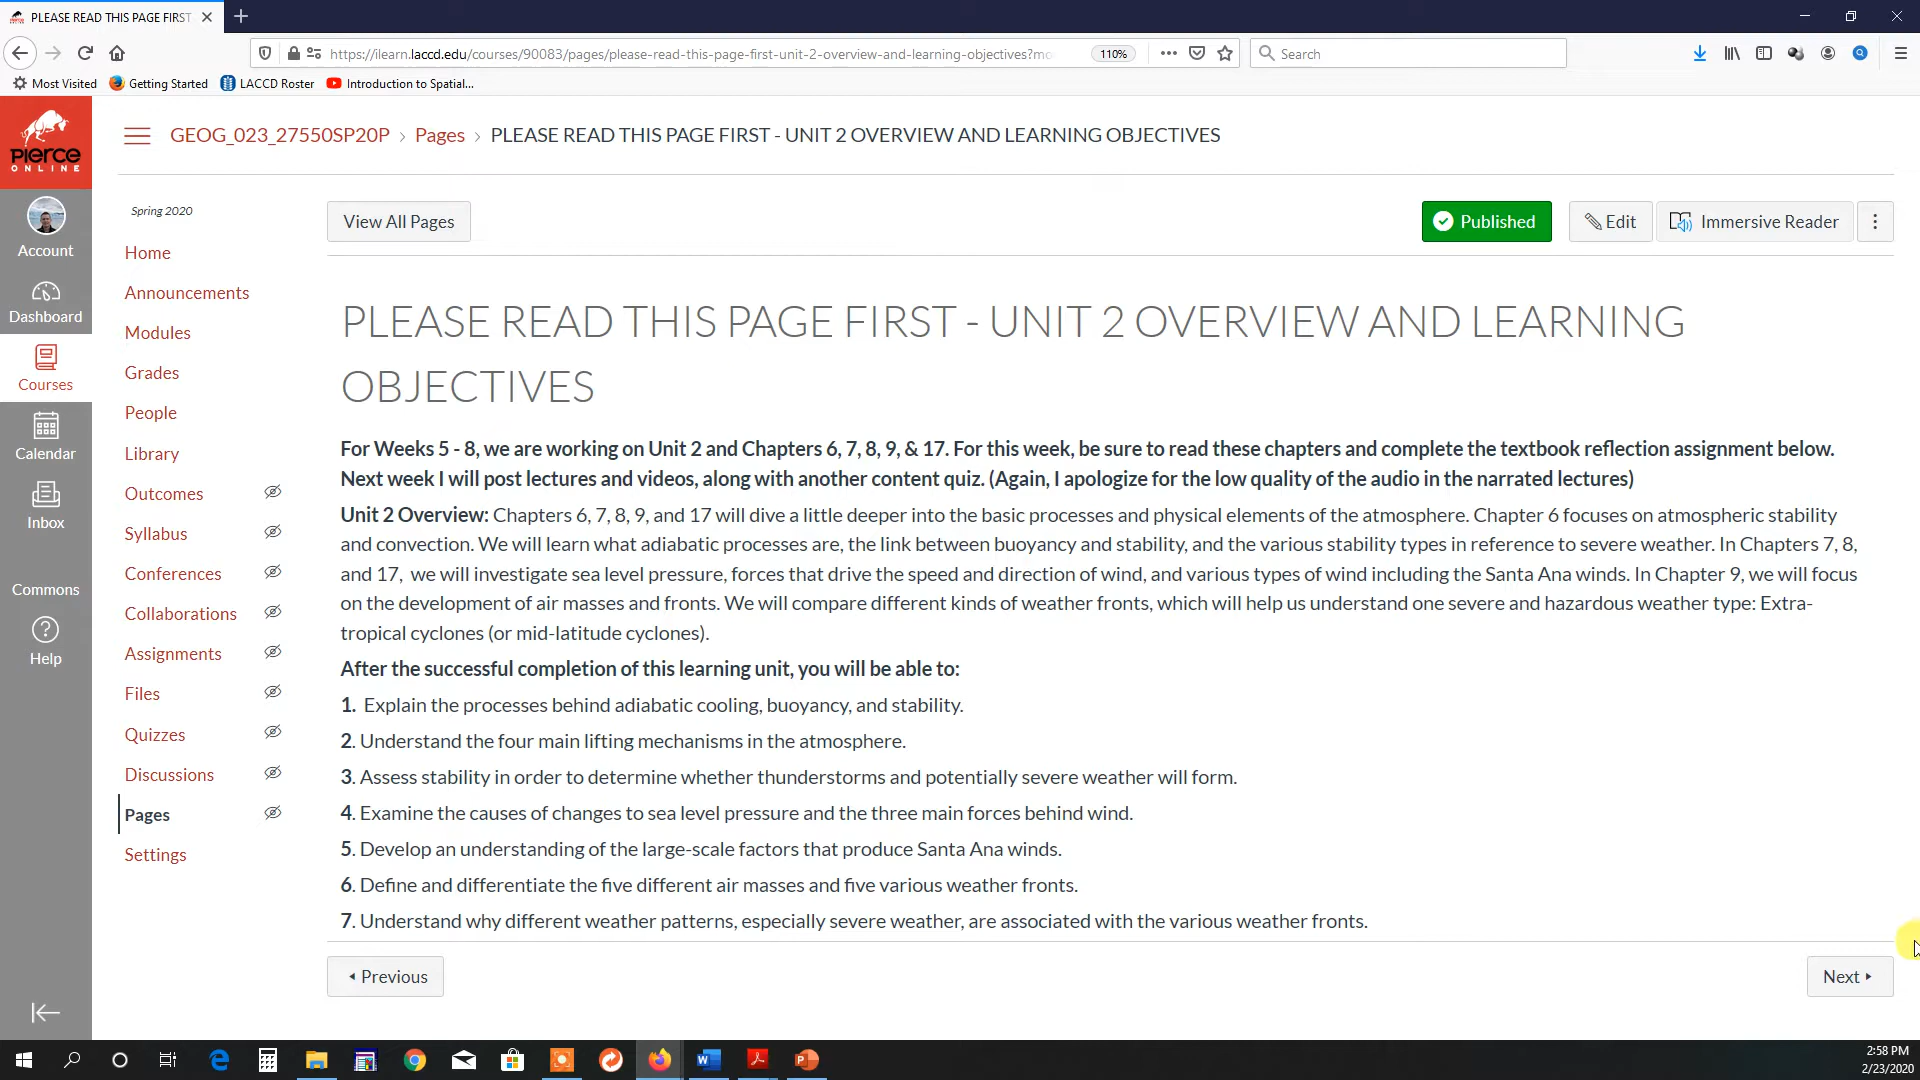 PLEASE READ THIS PAGE FIRST
https://ilearn.laccd.edu/courses/90083/pages/please-read-this-page-first-unit-2-overview-and-learning-objectives?mo
110%
Search
Most Visited
Getting Started
LACCD Roster
Introduction to Spatial...
PIERCE
ONLINE
GEOG_023_27550SP20P › Pages › PLEASE READ THIS PAGE FIRST - UNIT 2 OVERVIEW AND LEARNING OBJECTIVES
Account
Dashboard
Courses
Calendar
Inbox
Commons
Help
Spring 2020
Home
Announcements
Modules
Grades
People
Library
Outcomes
Syllabus
Conferences
Collaborations
Assignments
Files
Quizzes
Discussions
Pages
Settings
View All Pages
Published
Edit
Immersive Reader
PLEASE READ THIS PAGE FIRST - UNIT 2 OVERVIEW AND LEARNING
OBJECTIVES
For Weeks 5 - 8, we are working on Unit 2 and Chapters 6, 7, 8, 9, & 17. For this week, be sure to read these chapters and complete the textbook reflection assignment below.
Next week I will post lectures and videos, along with another content quiz. (Again, I apologize for the low quality of the audio in the narrated lectures)
Unit 2 Overview: Chapters 6, 7, 8, 9, and 17 will dive a little deeper into the basic processes and physical elements of the atmosphere. Chapter 6 focuses on atmospheric stability
and convection. We will learn what adiabatic processes are, the link between buoyancy and stability, and the various stability types in reference to severe weather. In Chapters 7, 8,
and 17, we will investigate sea level pressure, forces that drive the speed and direction of wind, and various types of wind including the Santa Ana winds. In Chapter 9, we will focus
on the development of air masses and fronts. We will compare different kinds of weather fronts, which will help us understand one severe and hazardous weather type: Extra-
tropical cyclones (or mid-latitude cyclones).
After the successful completion of this learning unit, you will be able to:
1. Explain the processes behind adiabatic cooling, buoyancy, and stability.
2. Understand the four main lifting mechanisms in the atmosphere.
3. Assess stability in order to determine whether thunderstorms and potentially severe weather will form.
4. Examine the causes of changes to sea level pressure and the three main forces behind wind.
5. Develop an understanding of the large-scale factors that produce Santa Ana winds.
6. Define and differentiate the five different air masses and five various weather fronts.
7. Understand why different weather patterns, especially severe weather, are associated with the various weather fronts.
Previous
Next
2:58 PM
2/23/2020